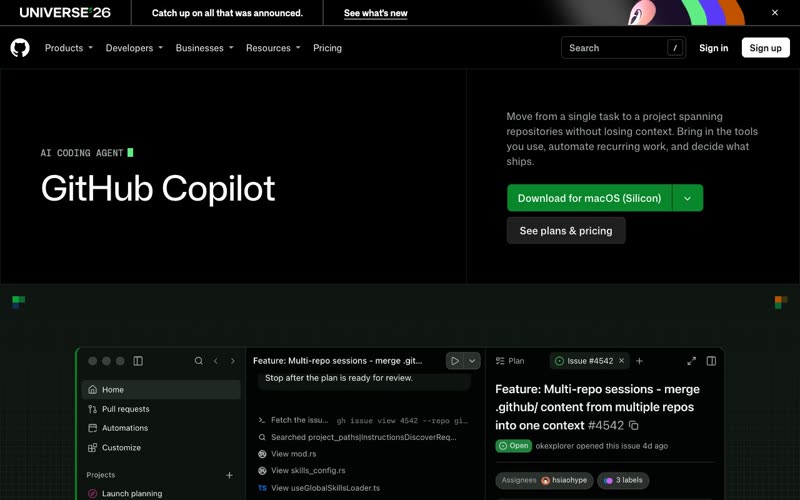 UNIVERSE'26
Catch up on all that was announced.
See what's new
Products
Developers
Businesses
Resources
Pricing
Search
/
Sign in
Sign up
AI CODING AGENT
GitHub Copilot
Move from a single task to a project spanning
repositories without losing context. Bring in the tools
you use, automate recurring work, and decide what
ships.
Download for macOS (Silicon)
See plans & pricing
Home
Pull requests
Automations
Customize
Projects
Launch planning
Feature: Multi-repo sessions - merge .git...
Stop after the plan is ready for review.
Fetch the issu... gh issue view 4542 --repo gi...
Searched project_paths|InstructionsDiscoverReq...
View mod.rs
View skills_config.rs
TS View useGlobalSkillsLoader.ts
Plan
Issue #4542
Feature: Multi-repo sessions - merge
.github/ content from multiple repos
into one context #4542
Open
okexplorer opened this issue 4d ago
Assignees
hsiaohype
3 labels